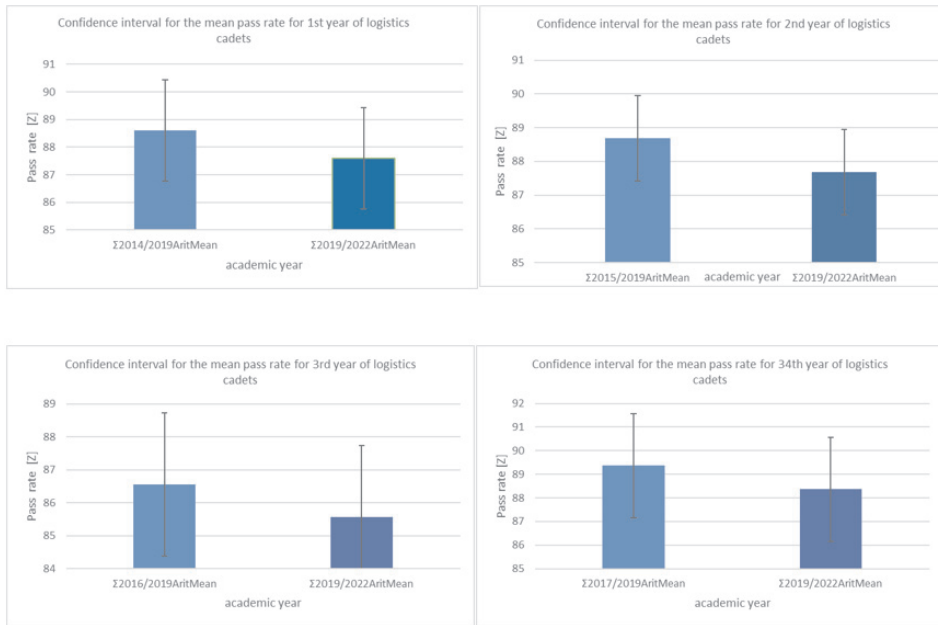 Confidence interval for the mean pass rate for 1st year of logistics
cadets
91
90
89
88
87
86
85
Pass rate [Z]
Σ2014/2019AritMean
Σ2019/2022AritMean
academic year
Confidence interval for the mean pass rate for 2nd year of logistics
cadets
91
90
89
88
87
86
85
Pass rate [Z]
Σ2015/2019AritMean
academic year
Σ2019/2022AritMean
Confidence interval for the mean pass rate for 3rd year of logistics
cadets
89
88
87
86
85
84
Pass rate [Z]
Σ2016/2019AritMean
Σ2019/2022AritMean
academic year
Confidence interval for the mean pass rate for 34th year of logistics
cadets
92
91
90
89
88
87
86
85
Pass rate [Z]
Σ2017/2019AritMean
Σ2019/2022AritMean
academic year